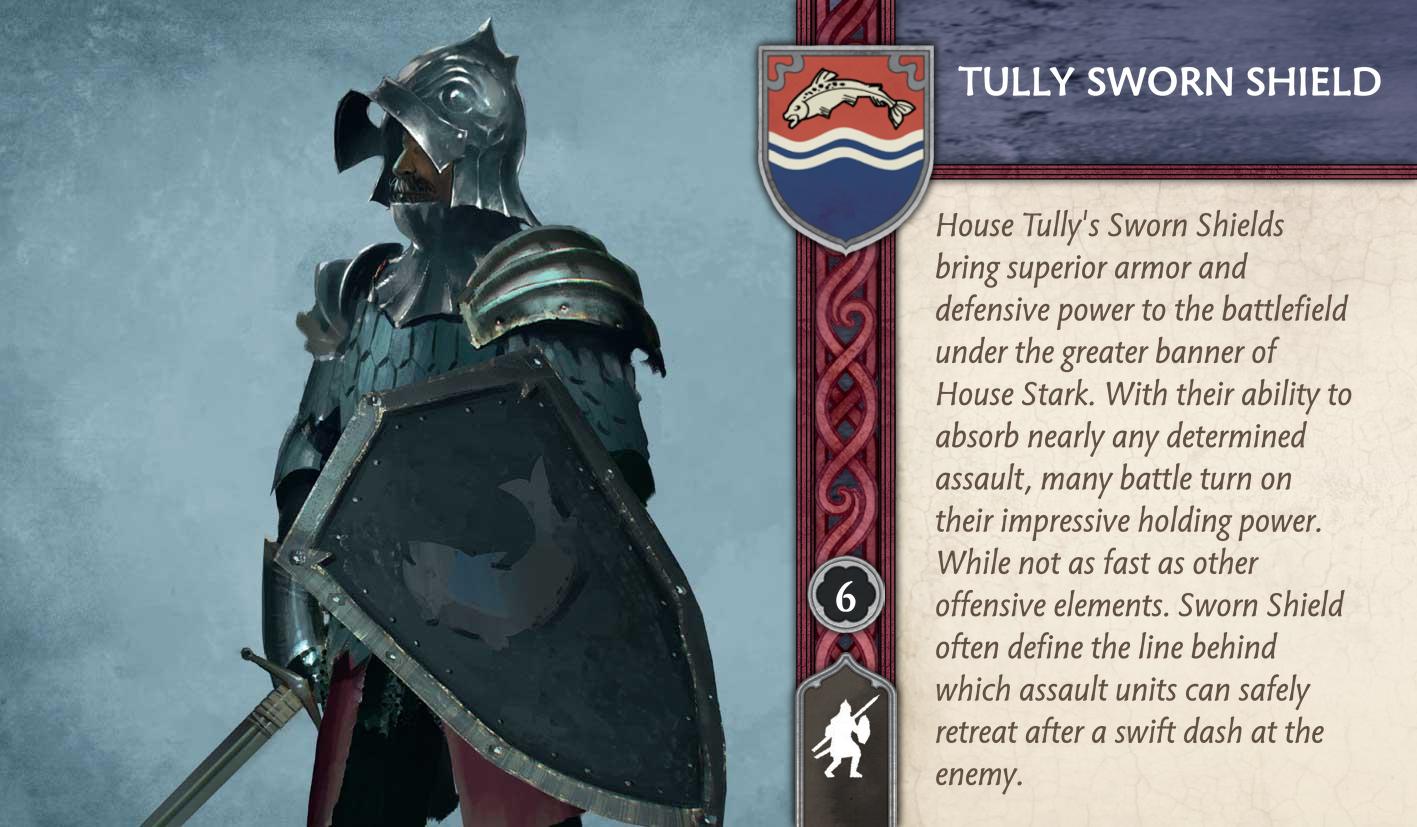 TULLY SWORN SHIELD
House Tully's Sworn Shields
bring superior armor and
defensive power to the battlefield
under the greater banner of
House Stark. With their ability to
absorb nearly any determined
assault, many battle turn on
their impressive holding power.
While not as fast as other
offensive elements. Sworn Shield
often define the line behind
which assault units can safely
retreat after a swift dash at the
enemy.
6